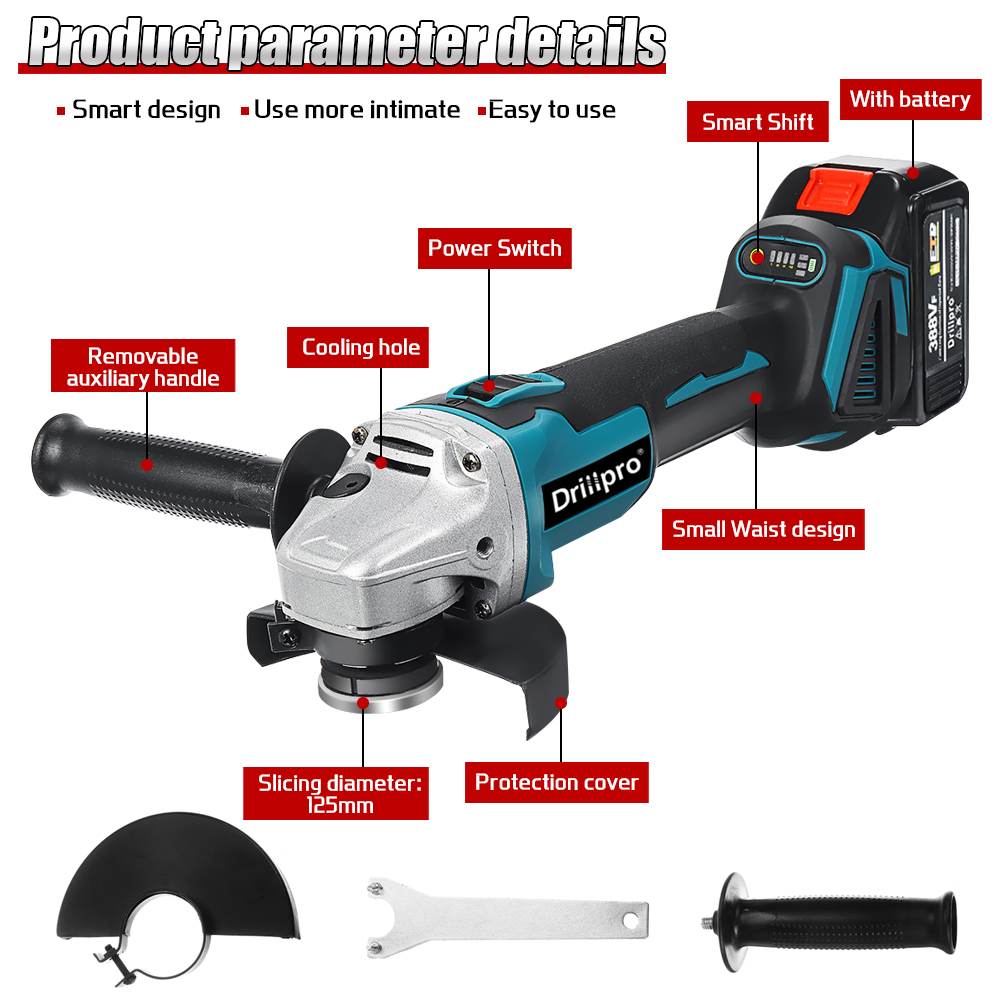 Product parameter details
Smart design
Use more intimate
Easy to use
With battery
Smart Shift
Power Switch
Cooling hole
Removable
auxiliary handle
Drillpro®
388VF
Drillpro®
Small Waist design
Slicing diameter:
125mm
Protection cover